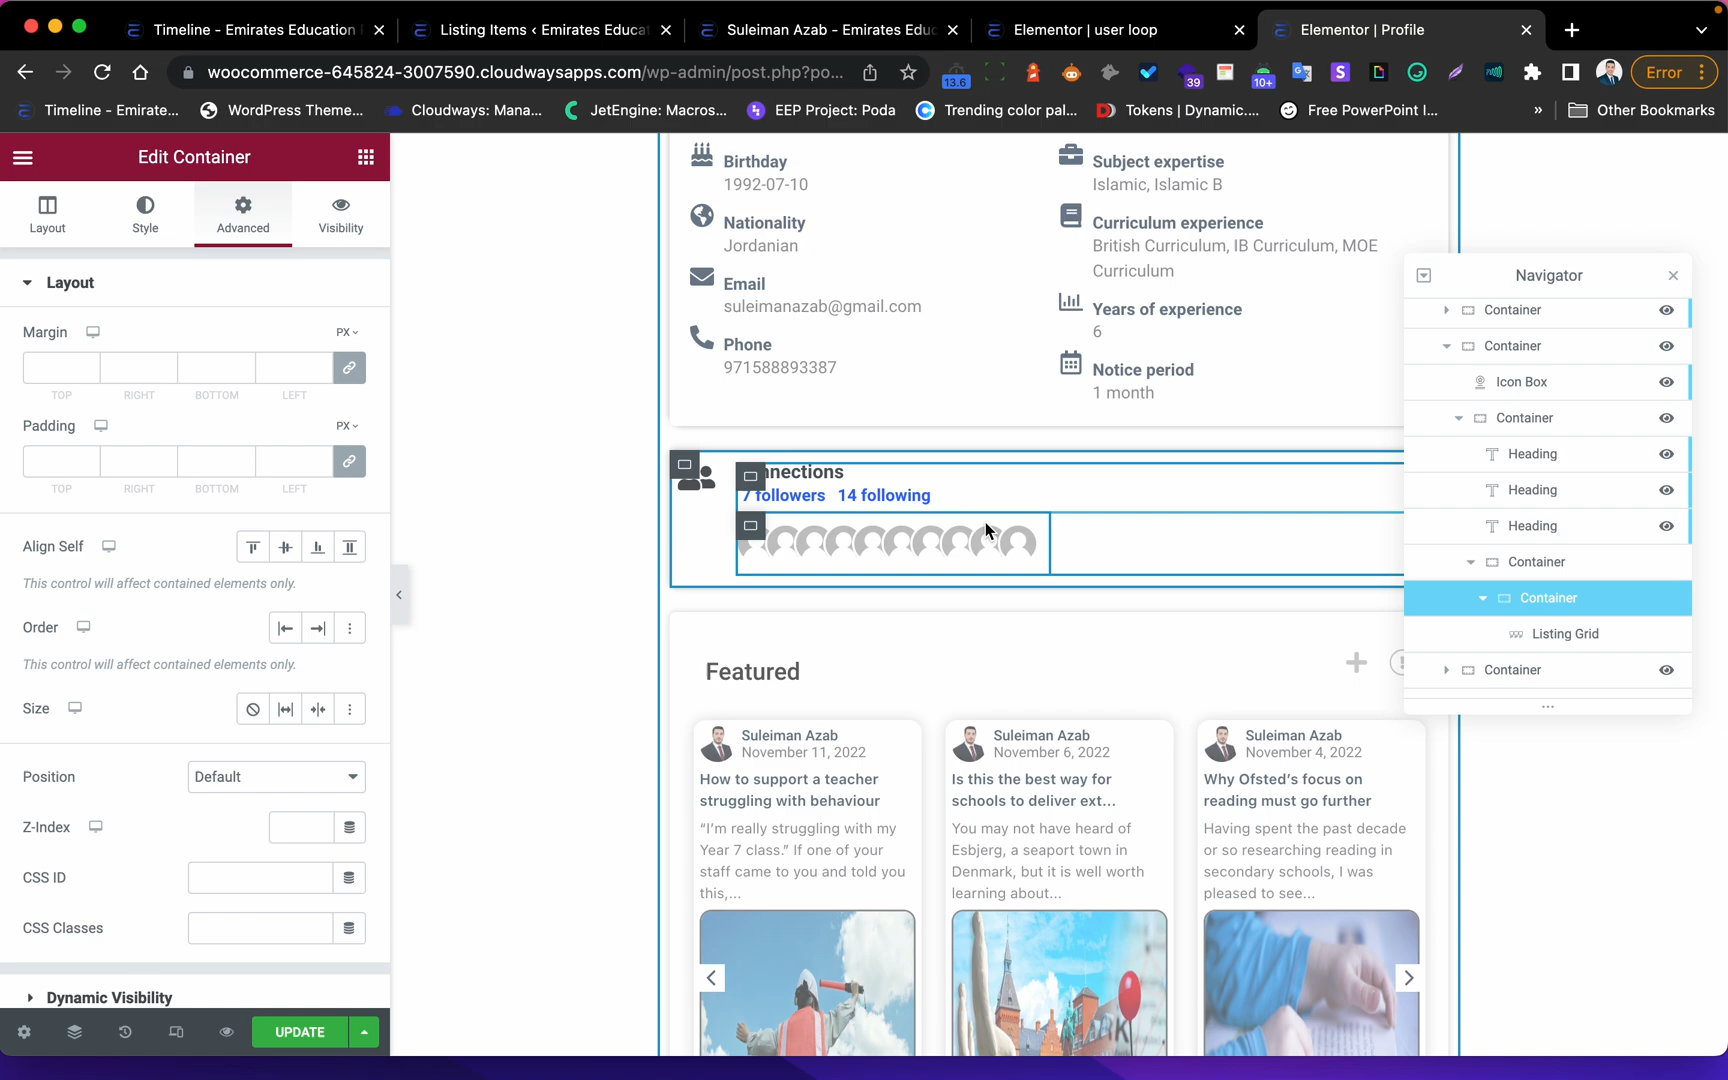 Timeline - Emirates Education
Listing Items ‹ Emirates Educat
Suleiman Azab - Emirates Educ
Elementor | user loop
Elementor | Profile
woocommerce-645824-3007590.cloudwaysapps.com/wp-admin/post.php?po...
13.6
39
10+
Error
Timeline - Emirate...
WordPress Theme...
Cloudways: Mana...
JetEngine: Macros...
EEP Project: Poda
Trending color pal...
Tokens | Dynamic....
Free PowerPoint I...
»
Other Bookmarks
Edit Container
Layout
Style
Advanced
Visibility
Layout
Margin
PX
TOP
RIGHT
BOTTOM
LEFT
Padding
PX
TOP
RIGHT
BOTTOM
LEFT
Align Self
This control will affect contained elements only.
Order
This control will affect contained elements only.
Size
Position
Default
Z-Index
CSS ID
CSS Classes
Dynamic Visibility
UPDATE
Birthday
1992-07-10
Nationality
Jordanian
Email
suleimanazab@gmail.com
Phone
971588893387
Subject expertise
Islamic, Islamic B
Curriculum experience
British Curriculum, IB Curriculum, MOE
Curriculum
Years of experience
6
Notice period
1 month
nnections
7 followers 14 following
Featured
Suleiman Azab
November 11, 2022
How to support a teacher
struggling with behaviour
"I'm really struggling with my
Year 7 class." If one of your
staff came to you and told you
this,...
Suleiman Azab
November 6, 2022
Is this the best way for
schools to deliver ext...
You may not have heard of
Esbjerg, a seaport town in
Denmark, but it is well worth
learning about...
Suleiman Azab
November 4, 2022
Why Ofsted's focus on
reading must go further
Having spent the past decade
or so researching reading in
secondary schools, I was
pleased to see...
Navigator
Container
Container
Icon Box
Container
Heading
Heading
Heading
Container
Container
Listing Grid
Container